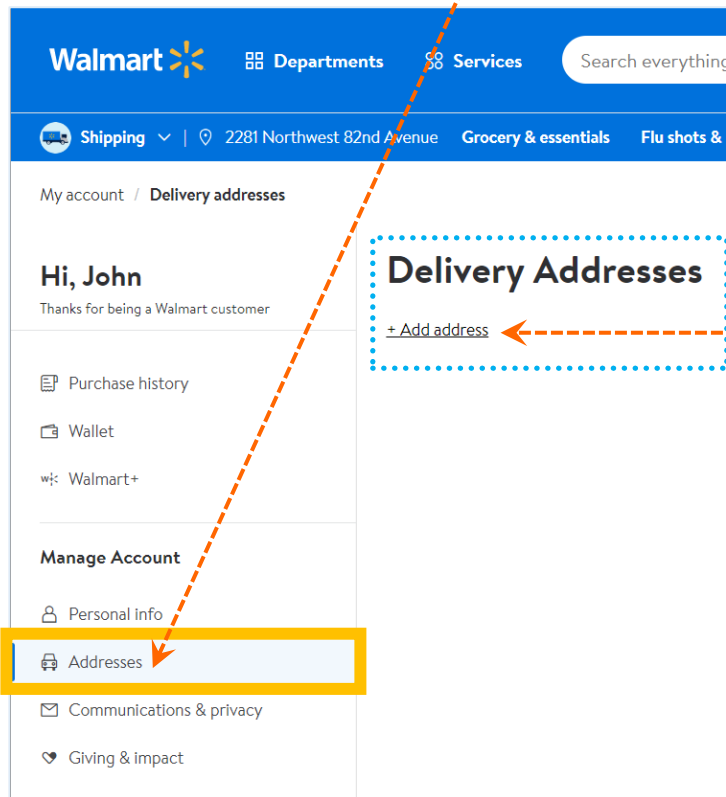 Walmart Departments Services Search everything
Shipping | 2281 Northwest 82nd Avenue Grocery & essentials Flu shots &
My account / Delivery addresses
Hi, John
Thanks for being a Walmart customer
Delivery Addresses
+ Add address
Purchase history
Wallet
Walmart+
Manage Account
Personal info
Addresses
Communications & privacy
Giving & impact